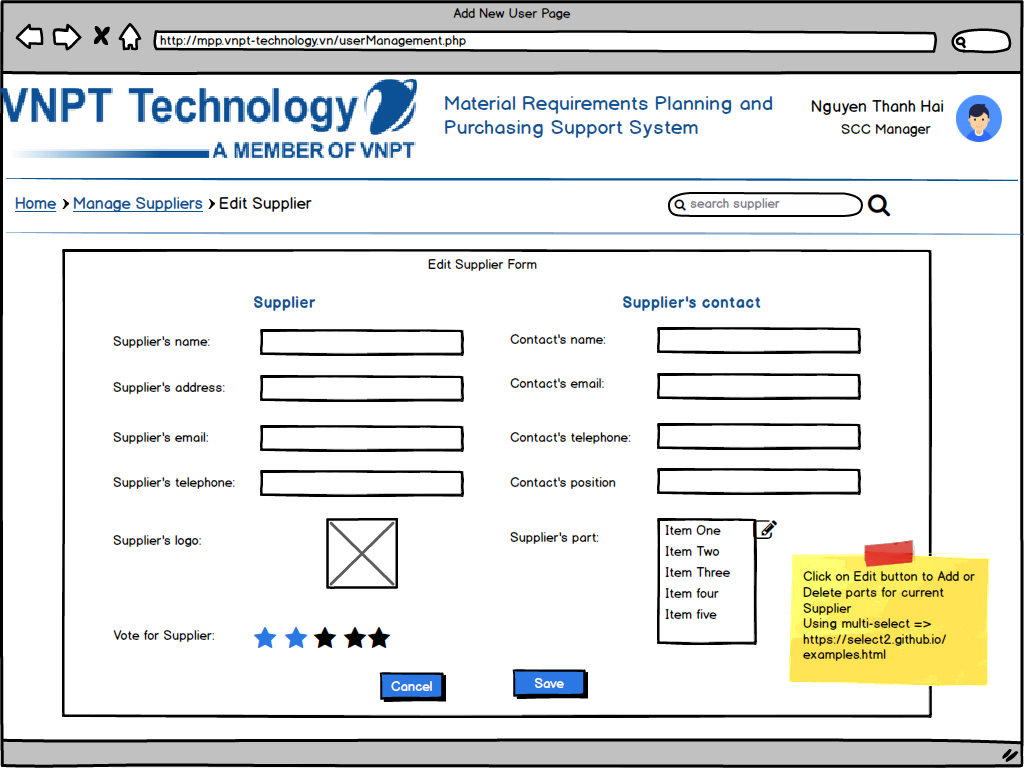 Add New User Page
http://mpp.vnpt-technology.vn/userManagement.php
VNPT Technology
A MEMBER OF VNPT
Material Requirements Planning and
Purchasing Support System
Nguyen Thanh Hai
SCC Manager
Home > Manage Suppliers > Edit Supplier
search supplier
Edit Supplier Form
Supplier
Supplier's name:
Supplier's address:
Supplier's email:
Supplier's telephone:
Supplier's logo:
Vote for Supplier:
Supplier's contact
Contact's name:
Contact's email:
Contact's telephone:
Contact's position
Supplier's part:
Item One
Item Two
Item Three
Item four
Item five
Click on Edit button to Add or
Delete parts for current
Supplier
Using multi-select =>
https://select2.github.io/
examples.html
Cancel
Save